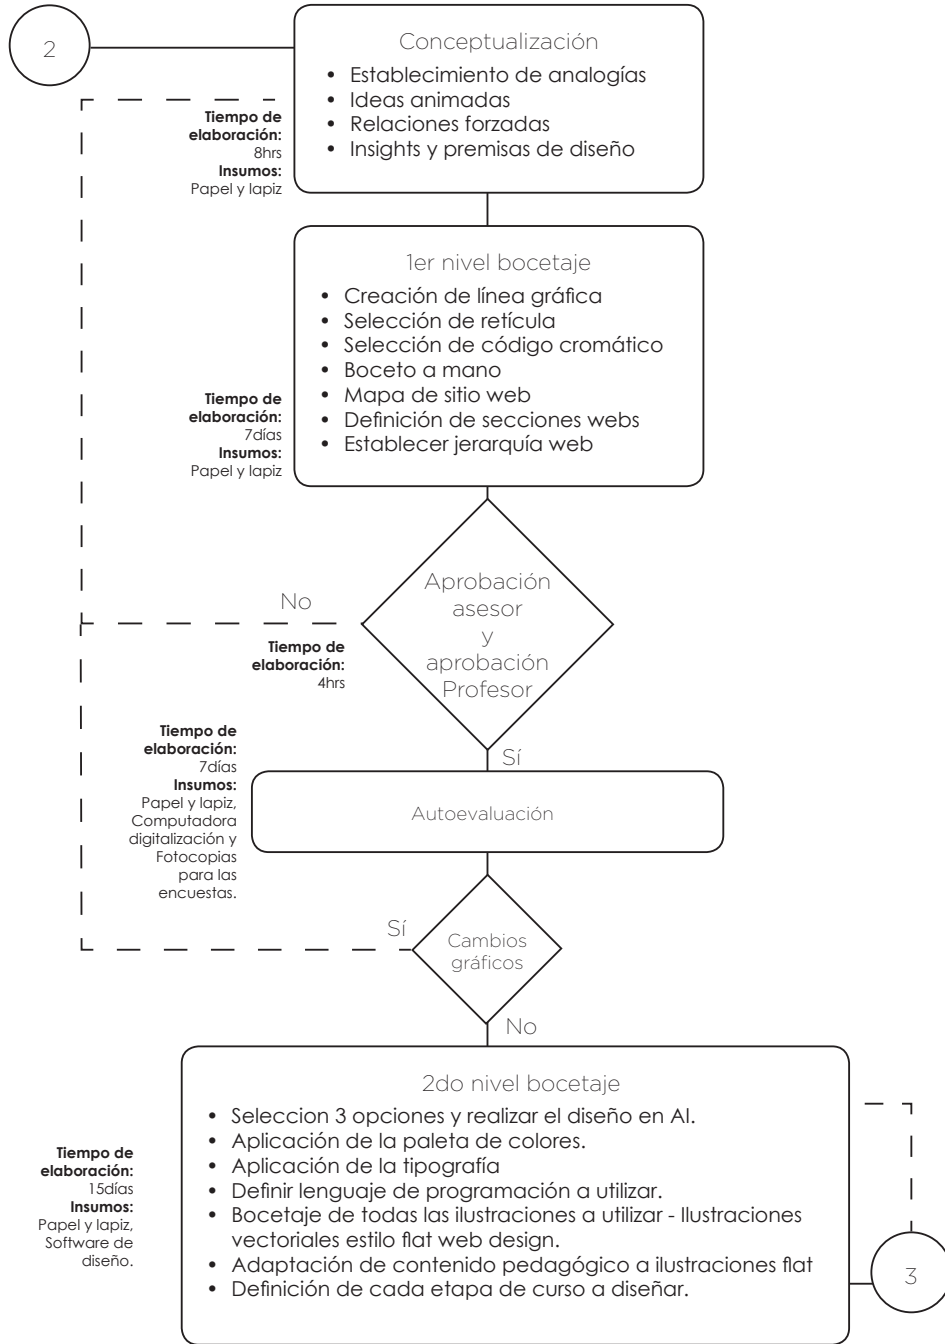 2
Conceptualización
• Establecimiento de analogías
• Ideas animadas
• Relaciones forzadas
• Insights y premisas de diseño
Tiempo de
elaboración:
8hrs
Insumos:
Papel y lapiz
1er nivel bocetaje
• Creación de línea gráfica
• Selección de retícula
• Selección de código cromático
• Boceto a mano
• Mapa de sitio web
• Definición de secciones webs
• Establecer jerarquía web
Tiempo de
elaboración:
7días
Insumos:
Papel y lapiz
Aprobación
asesor
y
aprobación
Profesor
No
Tiempo de
elaboración:
4hrs
Sí
Tiempo de
elaboración:
7días
Insumos:
Papel y lapiz,
Computadora
digitalización y
Fotocopias
para las
encuestas.
Autoevaluación
Sí
Cambios
gráficos
No
2do nivel bocetaje
• Seleccion 3 opciones y realizar el diseño en AI.
• Aplicación de la paleta de colores.
• Aplicación de la tipografía
• Definir lenguaje de programación a utilizar.
• Bocetaje de todas las ilustraciones a utilizar - Ilustraciones
vectoriales estilo flat web design.
• Adaptación de contenido pedagógico a ilustraciones flat
• Definición de cada etapa de curso a diseñar.
Tiempo de
elaboración:
15días
Insumos:
Papel y lapiz,
Software de
diseño.
3